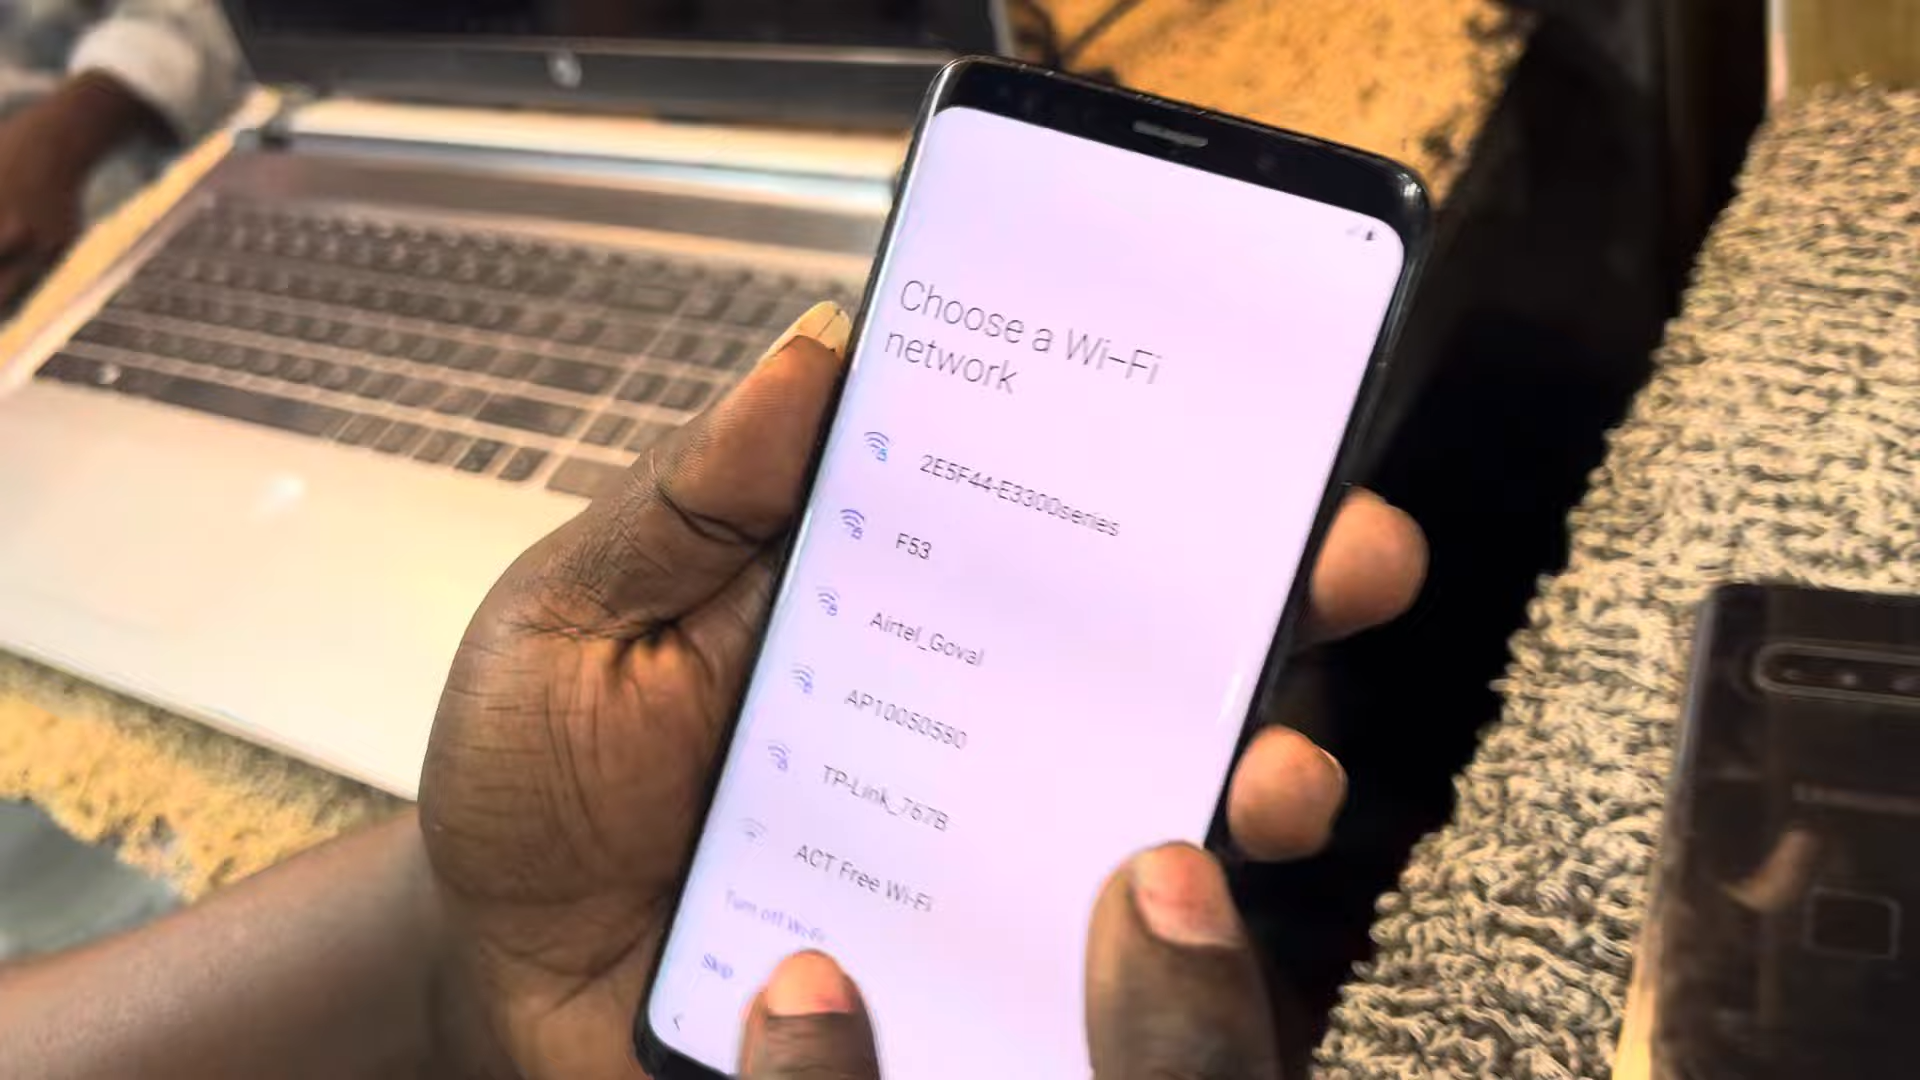 Choose a Wi-Fi
network
2E5F44-E3300series
F53
Airtel_Goval
AP10050580
TP-Link_767B
ACT Free Wi-Fi
Turn off Wi-Fi
Skip